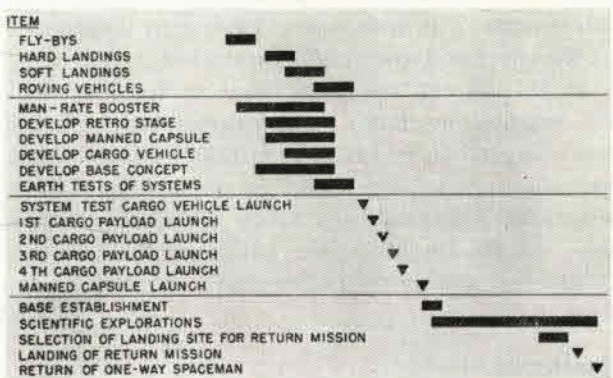 ITEM
FLY-BYS
HARD LANDINGS
SOFT LANDINGS
ROVING VEHICLES
MAN-RATE BOOSTER
DEVELOP RETRO STAGE
DEVELOP MANNED CAPSULE
DEVELOP CARGO VEHICLE
DEVELOP BASE CONCEPT
EARTH TESTS OF SYSTEMS
SYSTEM TEST CARGO VEHICLE LAUNCH
1ST CARGO PAYLOAD LAUNCH
2ND CARGO PAYLOAD LAUNCH
3RD CARGO PAYLOAD LAUNCH
4TH CARGO PAYLOAD LAUNCH
MANNED CAPSULE LAUNCH
BASE ESTABLISHMENT
SCIENTIFIC EXPLORATIONS
SELECTION OF LANDING SITE FOR RETURN MISSION
LANDING OF RETURN MISSION
RETURN OF ONE-WAY SPACEMAN